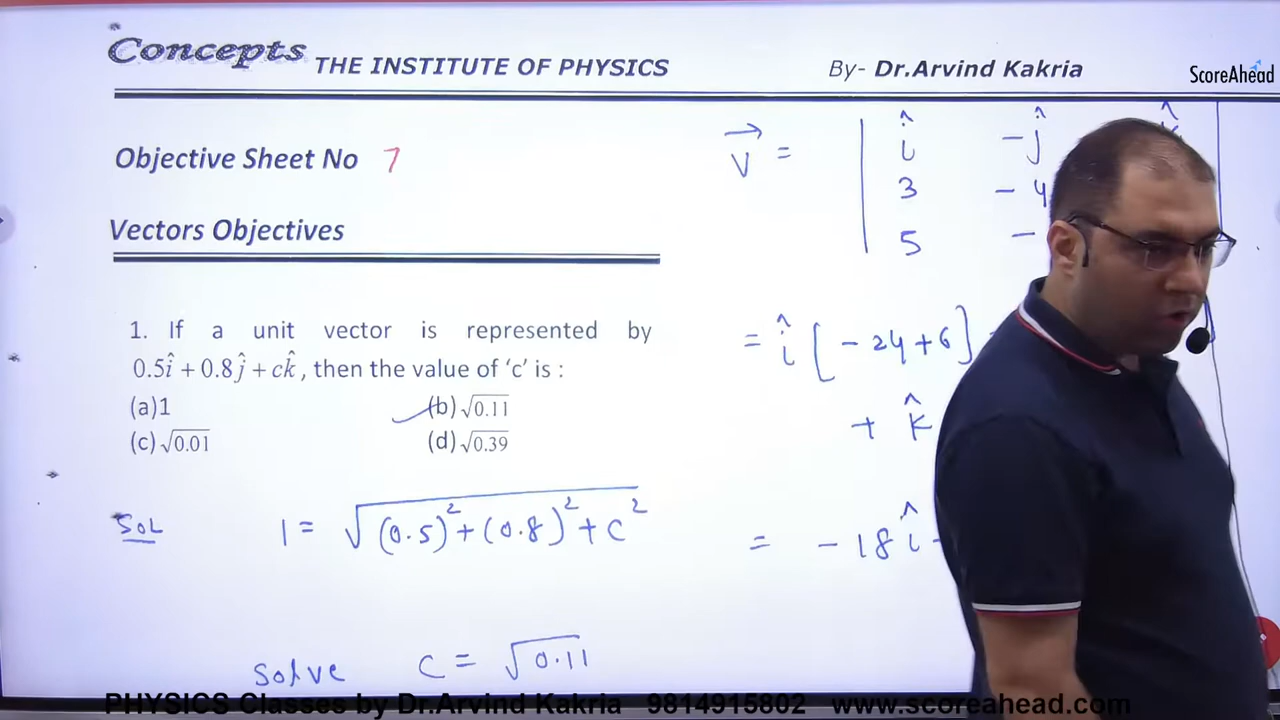 Concepts THE INSTITUTE OF PHYSICS By- Dr.Arvind Kakria
ScoreAhead
Objective Sheet No 7
Vectors Objectives
1. If a unit vector is represented by
0.5î + 0.8ĵ + ck̂, then the value of 'c' is :
(a)1 (b)√0.11
(c)√0.01 (d)√0.39
Sol 1 = √(0.5)² + (0.8)² + c²
Solve c = √0.11
V⃗ = | î -ĵ
3 - 4
5 -
= î [ - 24 + 6 ]
+ k̂
= - 18 î
PHYSICS Classes by Dr.Arvind Kakria 9814915802 www.scoreahead.com